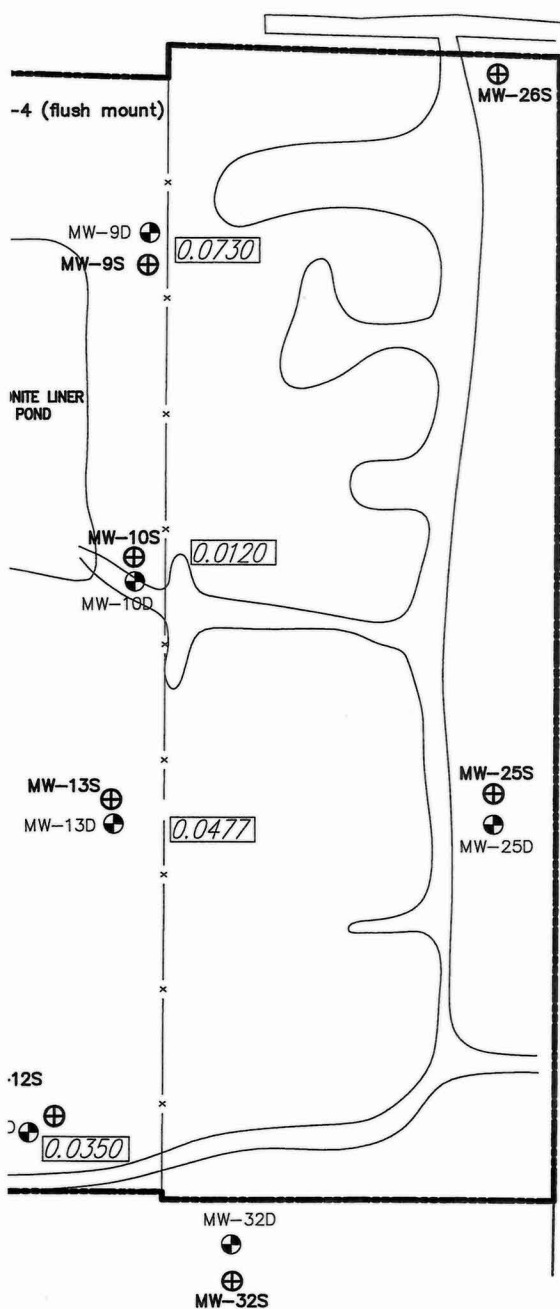 MW-26S
-4 (flush mount)
MW-9D
0.0730
MW-9S
NITE LINER
POND
MW-10S
0.0120
MW-10D
MW-13S
MW-25S
MW-13D
0.0477
MW-25D
-12S
D
0.0350
MW-32D
MW-32S